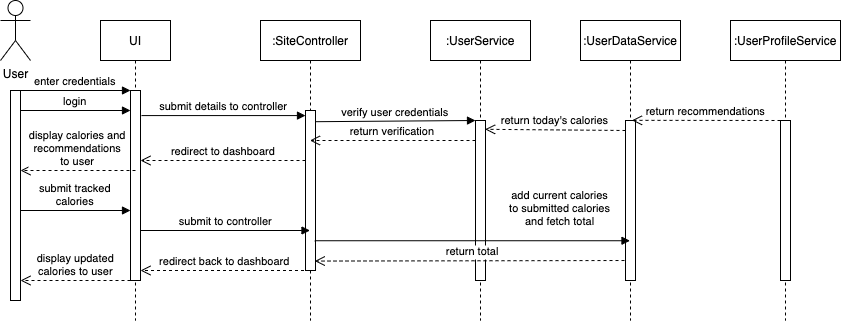 UI
:SiteController
:UserService
:UserDataService
:UserProfileService
User
enter credentials
login
submit details to controller
verify user credentials
return today's calories
return recommendations
return verification
display calories and
recommendations
to user
redirect to dashboard
submit tracked
calories
submit to controller
add current calories
to submitted calories
and fetch total
return total
display updated
calories to user
redirect back to dashboard